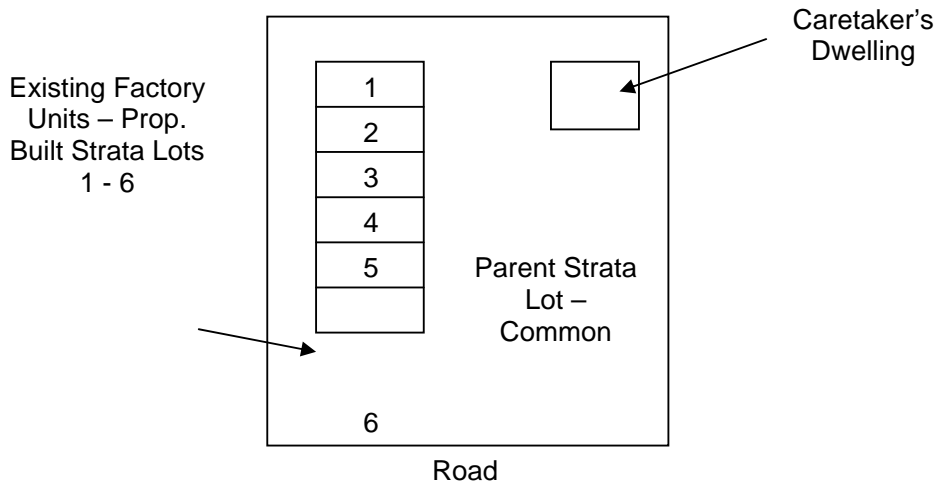 Caretaker’s
Dwelling
Existing Factory
Units – Prop.
Built Strata Lots
1 - 6
1
2
3
4
5
Parent Strata
Lot –
Common
6
Road